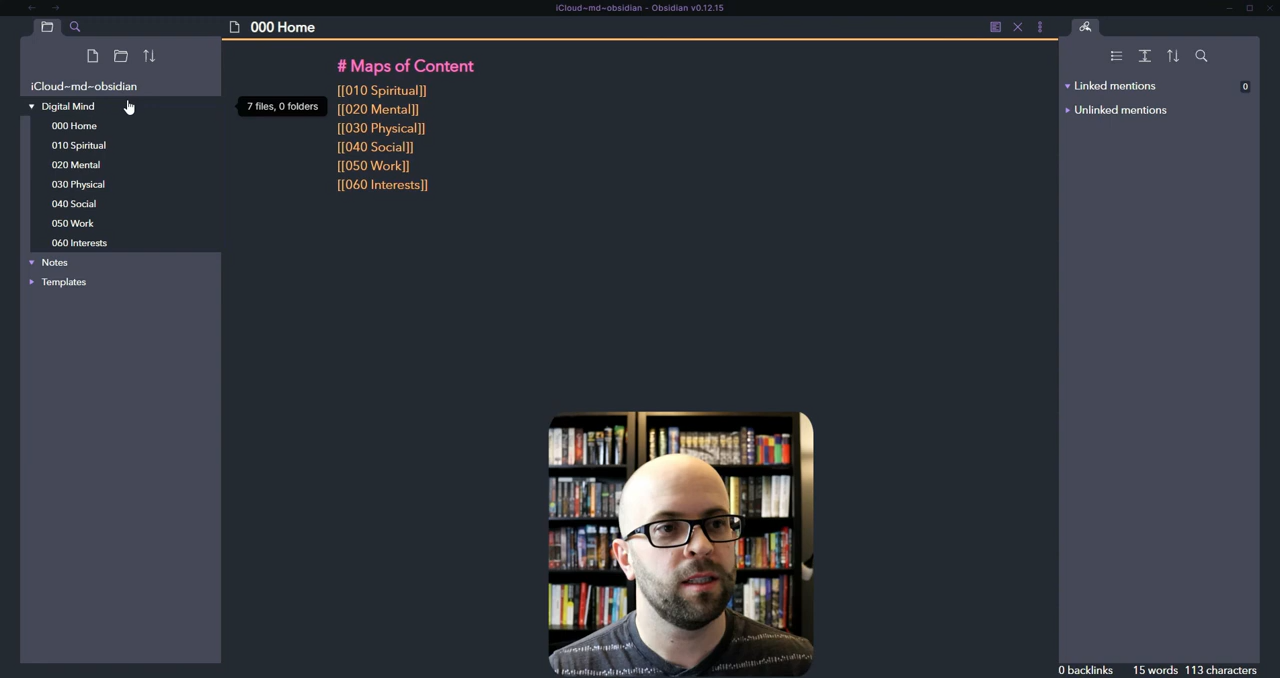 iCloud~md~obsidian - Obsidian v0.12.15
000 Home
iCloud~md~obsidian
Digital Mind
000 Home
010 Spiritual
020 Mental
030 Physical
040 Social
050 Work
060 Interests
Notes
Templates
7 files, 0 folders
# Maps of Content
[[010 Spiritual]]
[[020 Mental]]
[[030 Physical]]
[[040 Social]]
[[050 Work]]
[[060 Interests]]
Linked mentions 0
Unlinked mentions
0 backlinks 15 words 113 characters